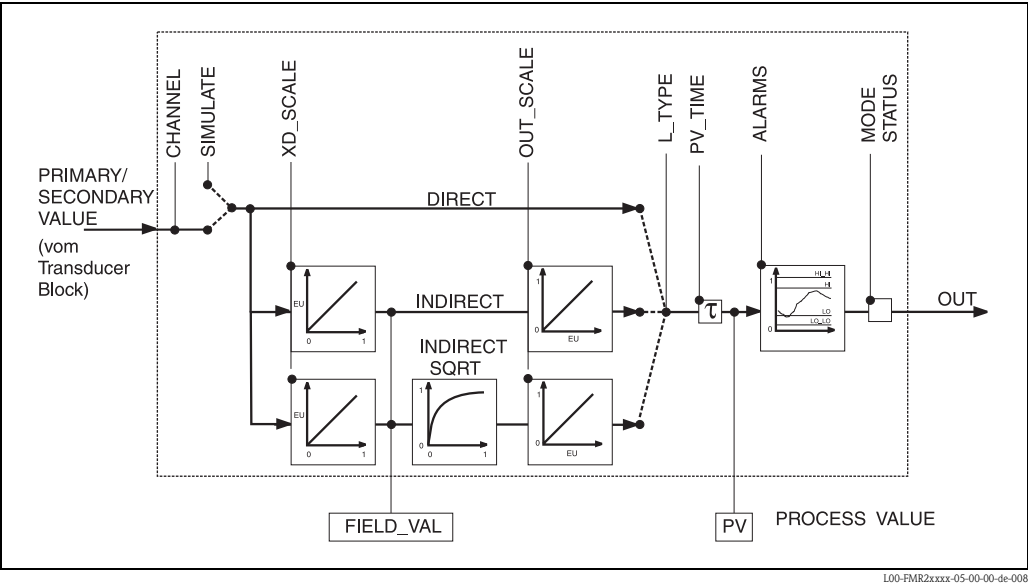 CHANNEL
SIMULATE
XD_SCALE
OUT_SCALE
L_TYPE
PV_TIME
ALARMS
MODE
STATUS
PRIMARY/
SECONDARY
VALUE
(vom
Transducer
Block)
DIRECT
EU
0 1
INDIRECT
1
0
EU
τ
1
0
HI_HI
HI
LO
LO_LO
OUT
INDIRECT
SQRT
EU
0 1
1
0
0 1
1
0
EU
FIELD_VAL
PV
PROCESS VALUE
L00-FMR2xxxx-05-00-00-de-008